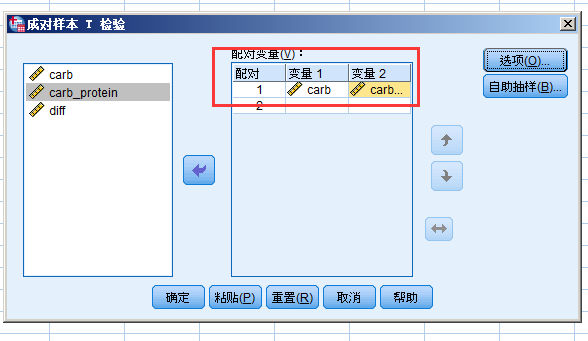 成对样本 T 检验
配对变量(V)：
carb
carb_protein
diff
配对 变量 1 变量 2
1 carb carb...
2
选项(O)...
自助抽样(B)...
确定 粘贴(P) 重置(R) 取消 帮助